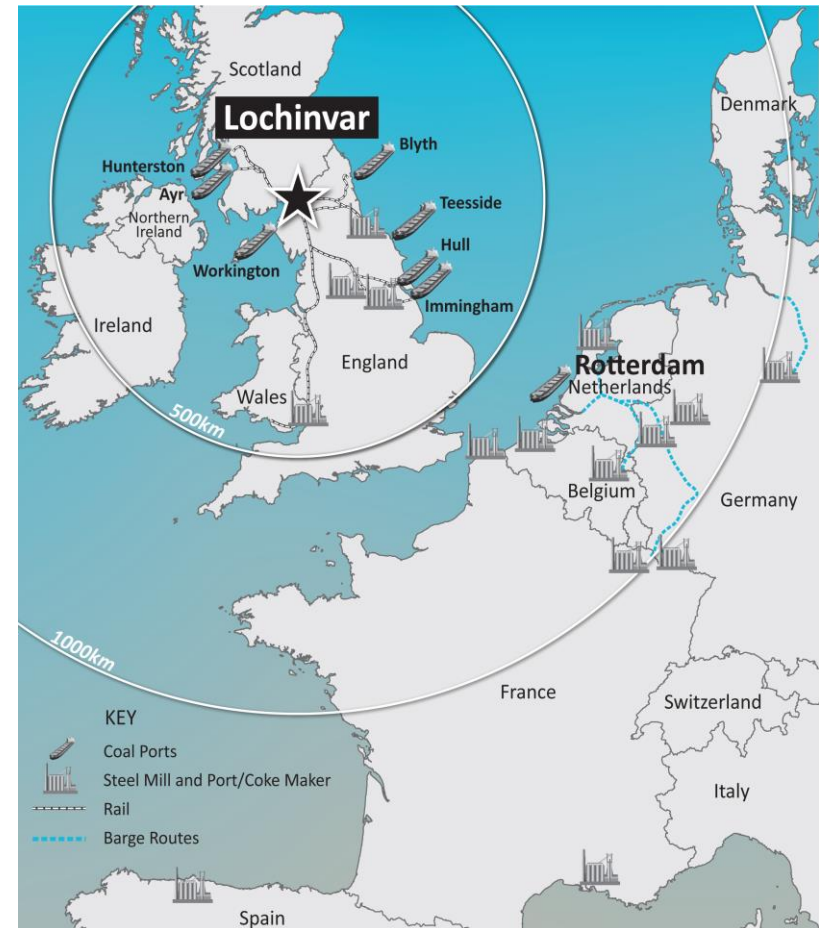 Scotland
Denmark
Lochinvar
Blyth
Hunterston
Ayr
Teesside
Northern
Ireland
Hull
Workington
Immingham
Ireland
England
Rotterdam
Netherlands
Wales
500km
Belgium
Germany
1000km
France
Switzerland
KEY
Coal Ports
Steel Mill and Port/Coke Maker
Rail
Barge Routes
Italy
Spain